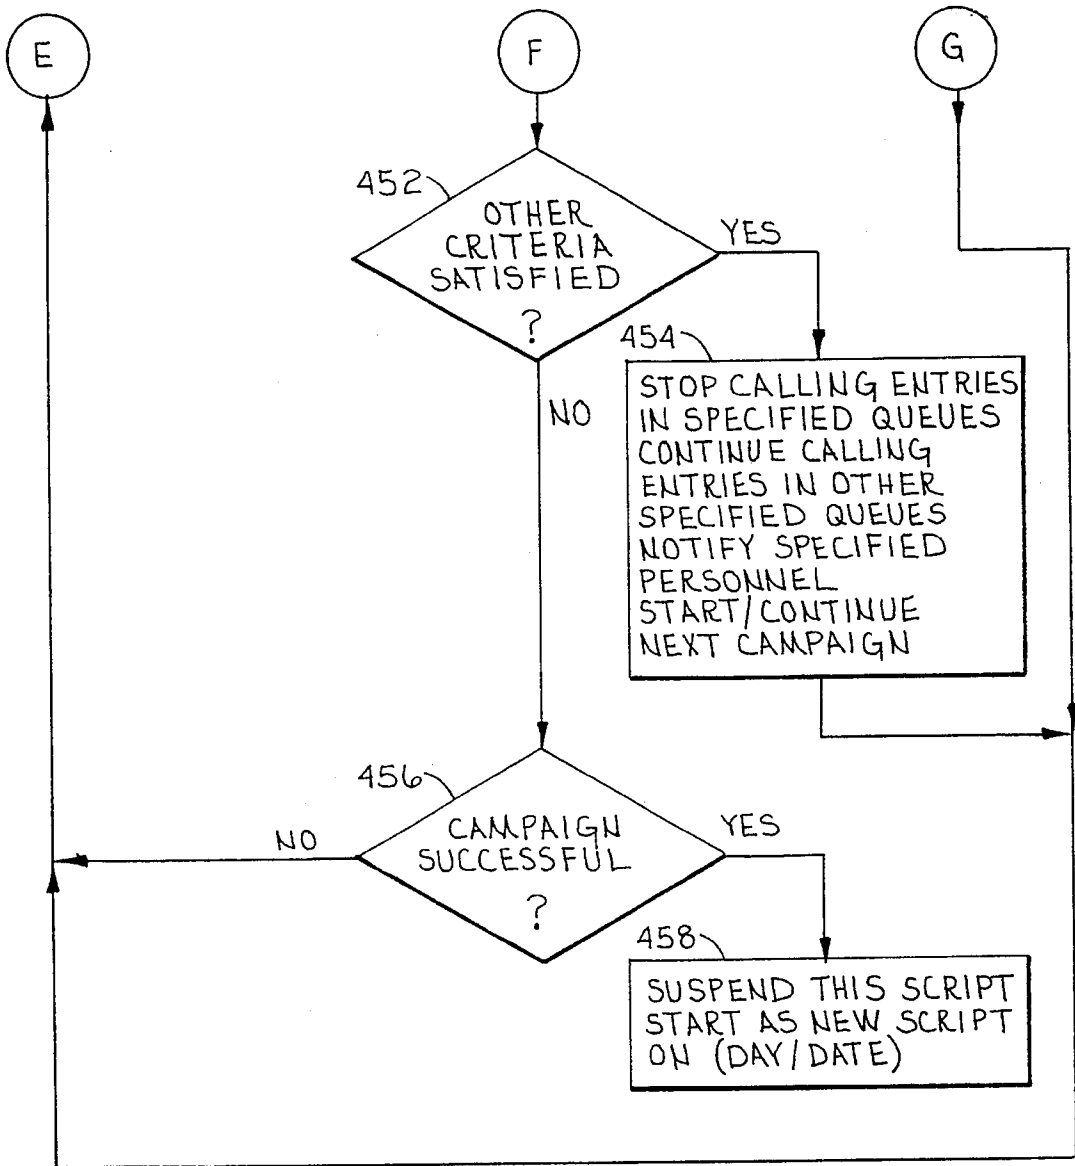 E
F
G
452
OTHER
CRITERIA
SATISFIED
?
YES
NO
454
STOP CALLING ENTRIES
IN SPECIFIED QUEUES
CONTINUE CALLING
ENTRIES IN OTHER
SPECIFIED QUEUES
NOTIFY SPECIFIED
PERSONNEL
START/CONTINUE
NEXT CAMPAIGN
456
CAMPAIGN
SUCCESSFUL
?
NO
YES
458
SUSPEND THIS SCRIPT
START AS NEW SCRIPT
ON (DAY/DATE)